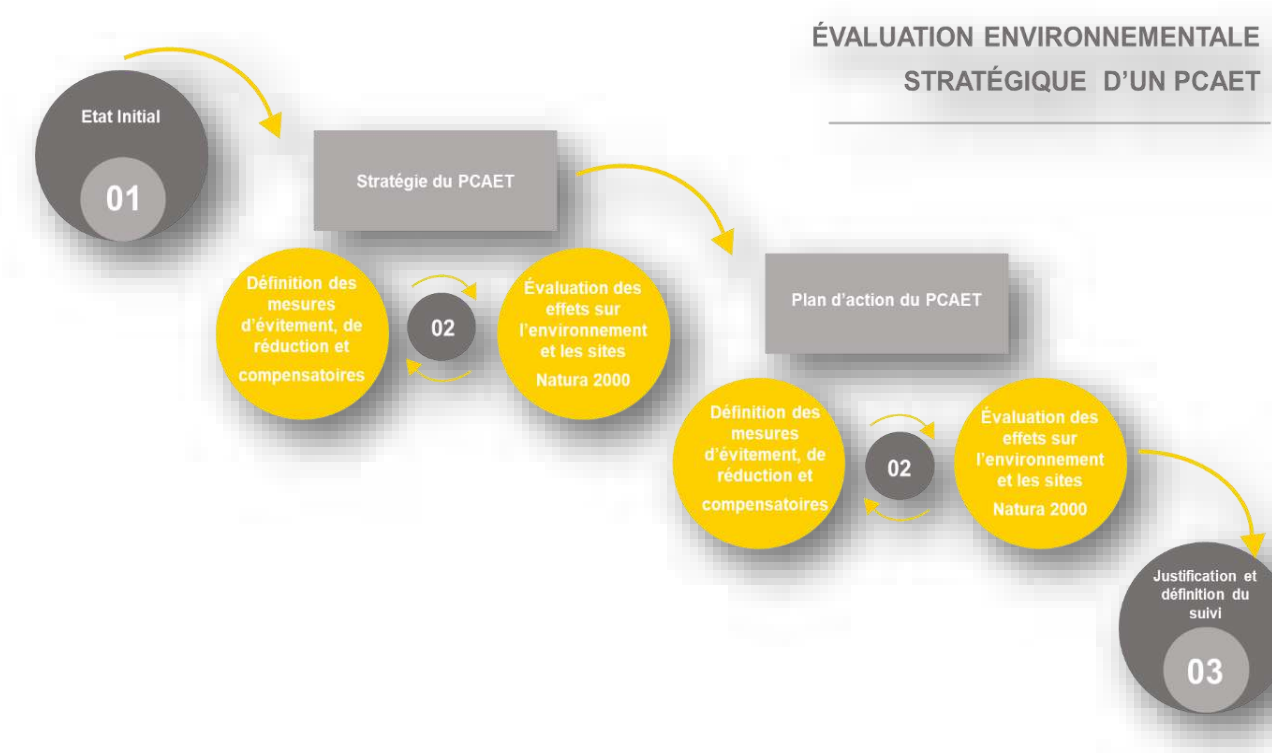 ÉVALUATION ENVIRONNEMENTALE
STRATÉGIQUE D'UN PCAET
Etat Initial
01
Stratégie du PCAET
Définition des
mesures
d'évitement, de
réduction et
compensatoires
02
Évaluation des
effets sur
l'environnement
et les sites
Natura 2000
Plan d'action du PCAET
Définition des
mesures
d'évitement, de
réduction et
compensatoires
02
Évaluation des
effets sur
l'environnement
et les sites
Natura 2000
Justification et
définition du
suivi
03